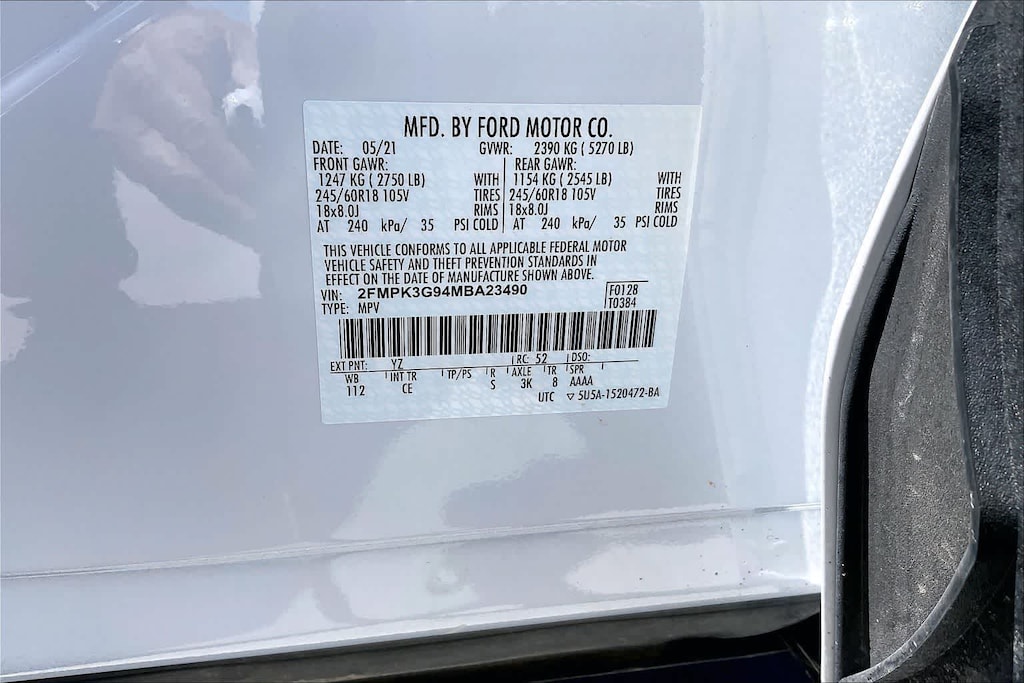 MFD. BY FORD MOTOR CO.
DATE: 05/21 GVWR: 2390 KG ( 5270 LB)
FRONT GAWR: REAR GAWR:
1247 KG ( 2750 LB) WITH 1154 KG ( 2545 LB) WITH
245/60R18 105V TIRES 245/60R18 105V TIRES
18x8.0J RIMS 18x8.0J RIMS
AT 240 kPa/ 35 PSI COLD AT 240 kPa/ 35 PSI COLD
THIS VEHICLE CONFORMS TO ALL APPLICABLE FEDERAL MOTOR
VEHICLE SAFETY AND THEFT PREVENTION STANDARDS IN
EFFECT ON THE DATE OF MANUFACTURE SHOWN ABOVE.
VIN: 2FMPK3G94MBA23490 F0128
TYPE: MPV T0384
EXT PNT: YZ RC: 52 DSO:
WB INT TR TP/PS R AXLE TR SPR
112 CE S 3K 8 AAAA
UTC ▽ 5U5A-1520472-BA